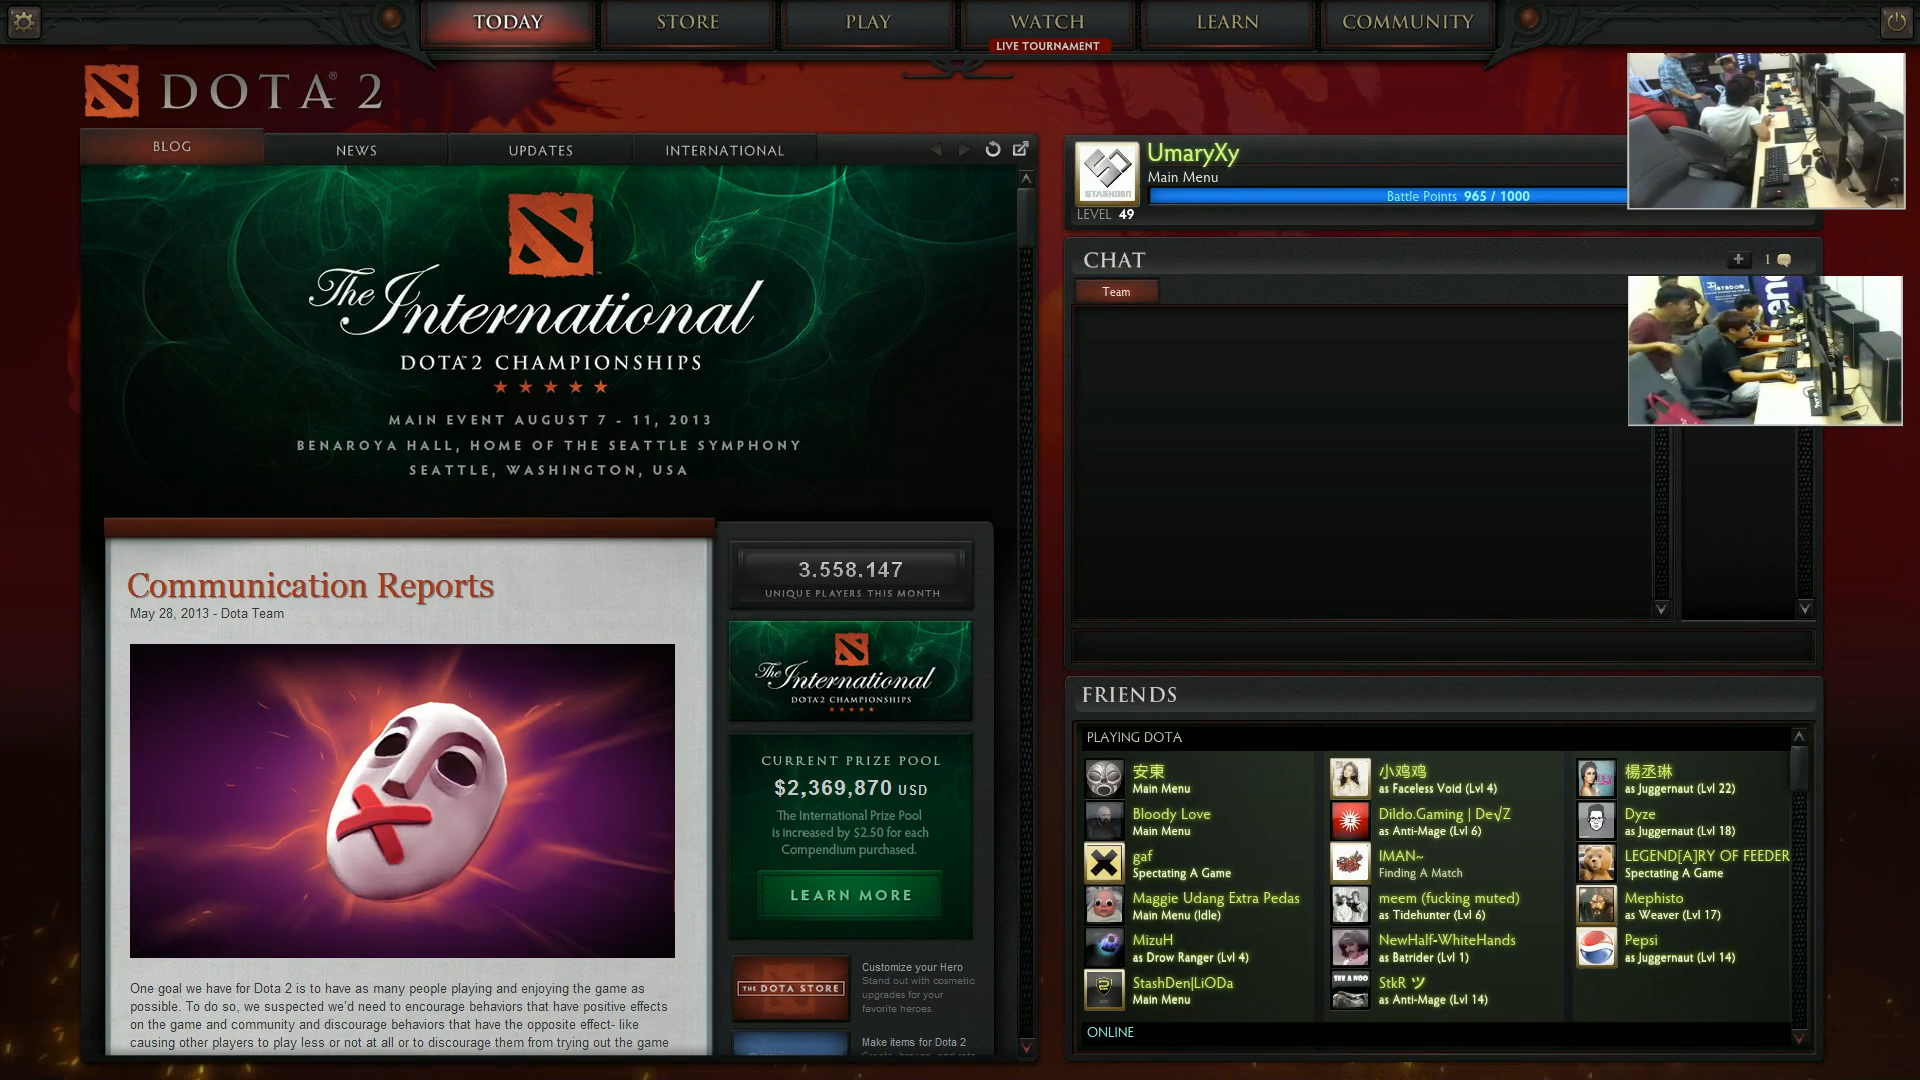 TODAY
STORE
PLAY
WATCH
LEARN
COMMUNITY
LIVE TOURNAMENT
DOTA 2
BLOG
NEWS
UPDATES
INTERNATIONAL
The International
DOTA 2 CHAMPIONSHIPS
MAIN EVENT AUGUST 7 - 11, 2013
BENAROYA HALL, HOME OF THE SEATTLE SYMPHONY
SEATTLE, WASHINGTON, USA
Communication Reports
May 28, 2013 - Dota Team
One goal we have for Dota 2 is to have as many people playing and enjoying the game as
possible. To do so, we suspected we'd need to encourage behaviors that have positive effects
on the game and community and discourage behaviors that have the opposite effect- like
causing other players to play less or not at all or to discourage them from trying out the game
3,558,147
UNIQUE PLAYERS THIS MONTH
The International
DOTA 2 CHAMPIONSHIPS
CURRENT PRIZE POOL
$2,369,870 USD
The International Prize Pool
is increased by $2.50 for each
Compendium purchased.
LEARN MORE
THE DOTA STORE
Customize your Hero
Stand out with cosmetic
upgrades for your
favorite heroes.
Make items for Dota 2
STASHDEN
UmaryXy
Main Menu
Battle Points 965 / 1000
LEVEL 49
CHAT
1
Team
FRIENDS
PLAYING DOTA
安東
Main Menu
Bloody Love
Main Menu
gaf
Spectating A Game
Maggie Udang Extra Pedas
Main Menu (Idle)
MizuH
as Drow Ranger (Lvl 4)
StashDen|LiODa
Main Menu
小鸡鸡
as Faceless Void (Lvl 4)
Dildo.Gaming | De√Z
as Anti-Mage (Lvl 6)
IMAN~
Finding A Match
meem (fucking muted)
as Tidehunter (Lvl 6)
NewHalf-WhiteHands
as Batrider (Lvl 1)
StkR ツ
as Anti-Mage (Lvl 14)
楊丞琳
as Juggernaut (Lvl 22)
Dyze
as Juggernaut (Lvl 18)
LEGEND[A]RY OF FEEDER
Spectating A Game
Mephisto
as Weaver (Lvl 17)
Pepsi
as Juggernaut (Lvl 14)
ONLINE